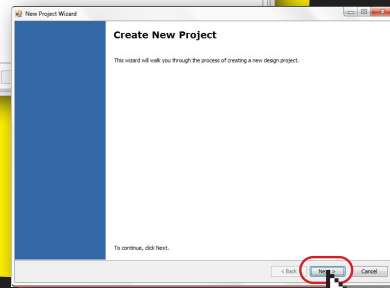 New Project Wizard
Create New Project
This wizard will walk you through the process of creating a new design project.
To continue, click Next.
< Back Next > Cancel